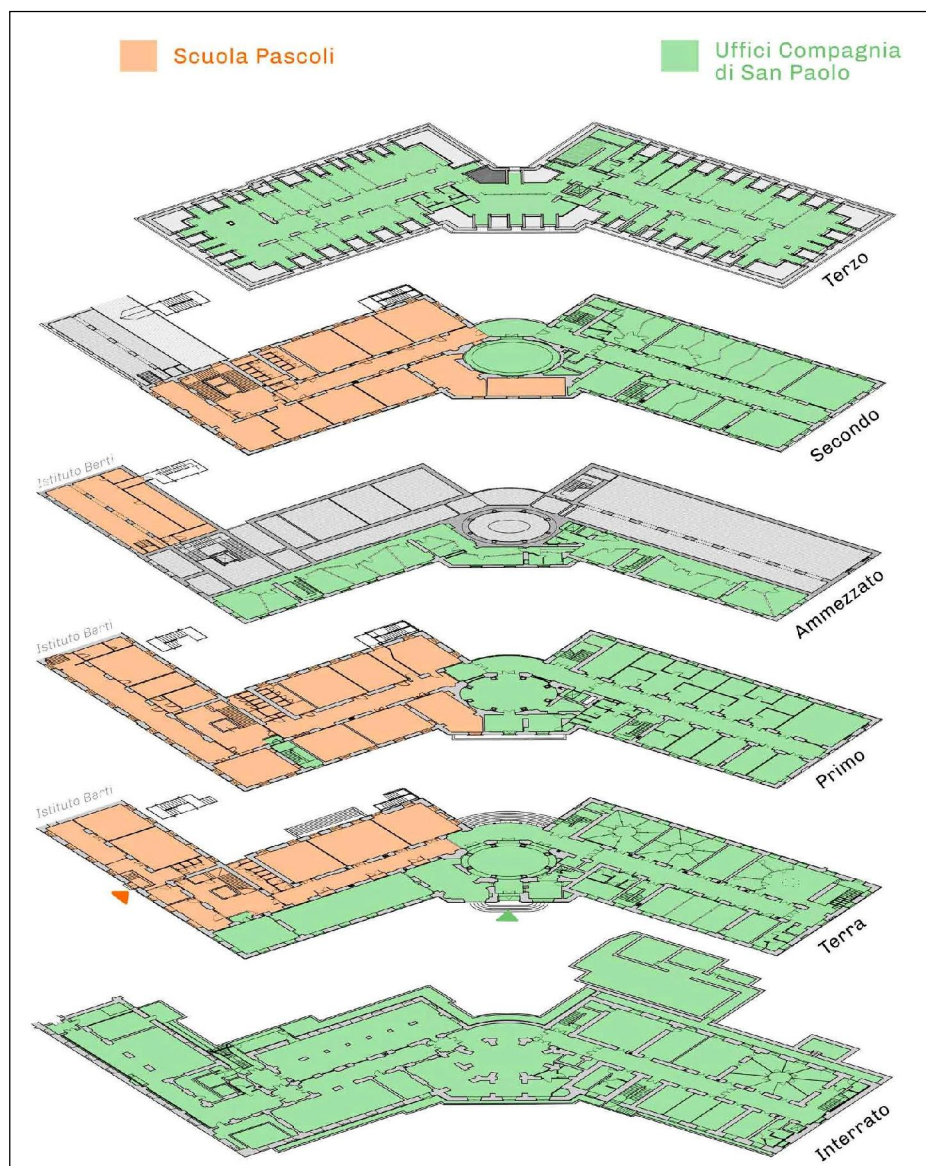 Scuola Pascoli
Uffici Compagnia
di San Paolo
Terzo
Secondo
Istituto Berti
Ammezzato
Istituto Berti
Primo
Istituto Berti
Terra
Interrato